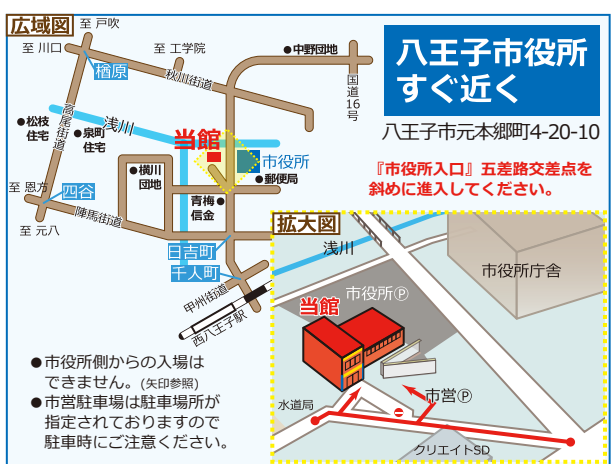 広域図
至 戸吹
至 川口
至 工学院
●中野団地
楢原
秋川街道
国道16号
高尾街道
浅川
●松枝
住宅
●泉町
住宅
当館
市役所
●郵便局
●横川
団地
青梅●
信金
至 恩方
四谷
至 元八
陣馬街道
日吉町
千人町
甲州街道
西八王子駅
八王子市役所
すぐ近く
八王子市元本郷町4-20-10
『市役所入口』五差路交差点を
斜めに進入してください。
●市役所側からの入場は
できません。(矢印参照)
●市営駐車場は駐車場所が
指定されておりますので
駐車時にご注意ください。
拡大図
浅川
市役所庁舎
市役所Ⓟ
当館
市営Ⓟ
水道局
クリエイトSD